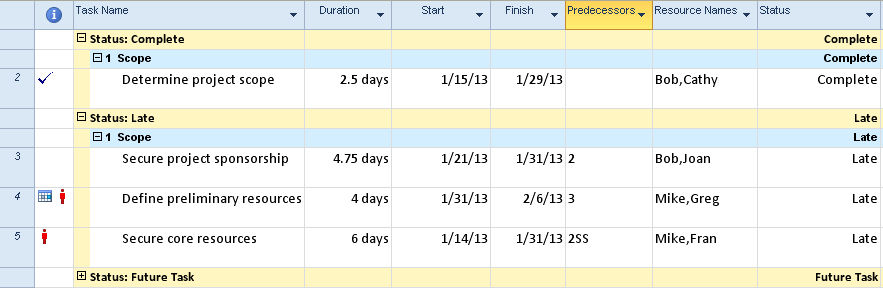 Task Name Duration Start Finish Predecessors Resource Names Status
Status: Complete Complete
1 Scope Complete
2 Determine project scope 2.5 days 1/15/13 1/29/13 Bob,Cathy Complete
Status: Late Late
1 Scope Late
3 Secure project sponsorship 4.75 days 1/21/13 1/31/13 2 Bob,Joan Late
4 Define preliminary resources 4 days 1/31/13 2/6/13 3 Mike,Greg Late
5 Secure core resources 6 days 1/14/13 1/31/13 2SS Mike,Fran Late
Status: Future Task Future Task